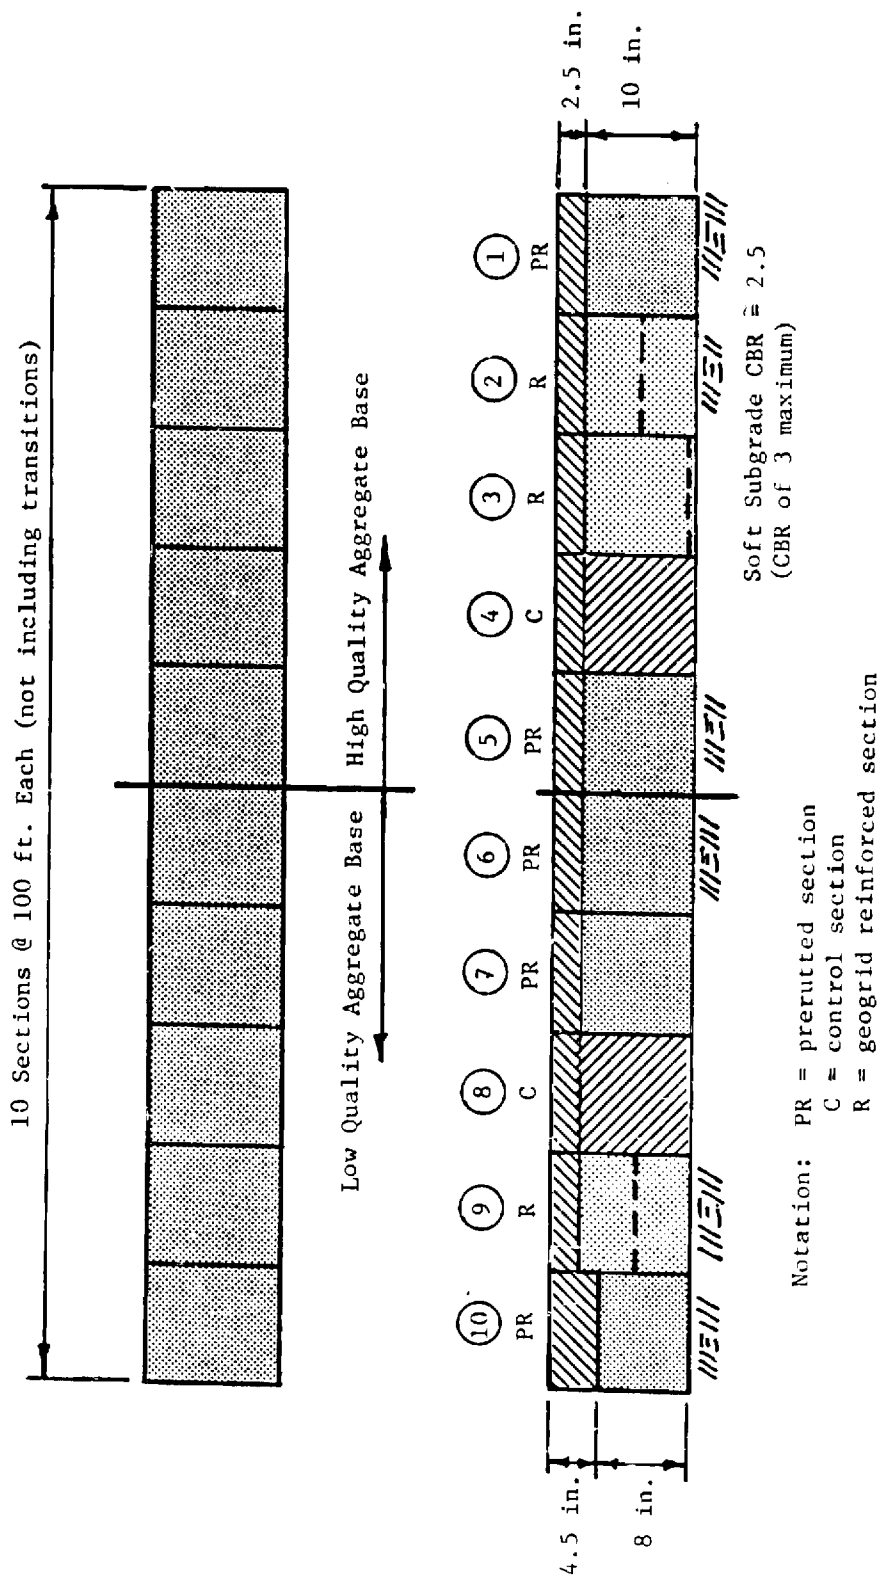 10 Sections @ 100 ft. Each (not including transitions)
Low Quality Aggregate Base
High Quality Aggregate Base
10
9
8
7
6
5
4
3
2
1
PR
R
C
PR
PR
PR
C
R
R
PR
4.5 in.
8 in.
2.5 in.
10 in.
Soft Subgrade CBR ≅ 2.5
(CBR of 3 maximum)
Notation: PR = prerutted section
C = control section
R = geogrid reinforced section